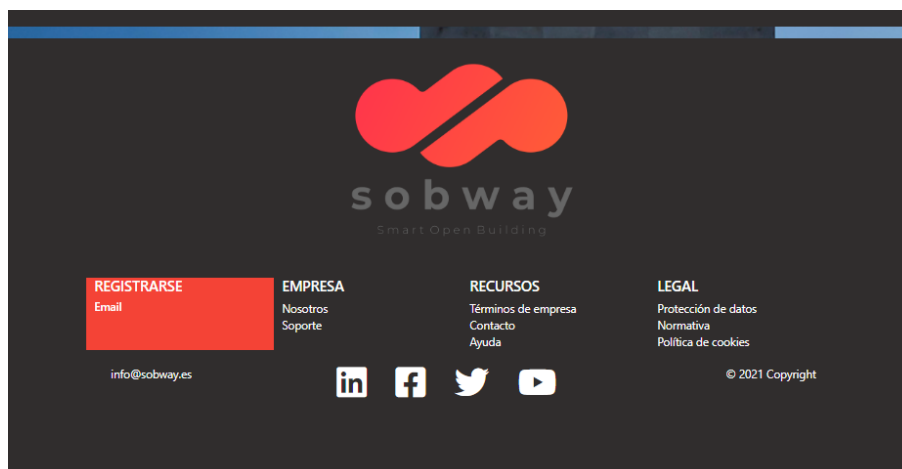 sobway
Smart Open Building
REGISTRARSE
Email
EMPRESA
Nosotros
Soporte
RECURSOS
Términos de empresa
Contacto
Ayuda
LEGAL
Protección de datos
Normativa
Política de cookies
info@sobway.es
in
f
© 2021 Copyright